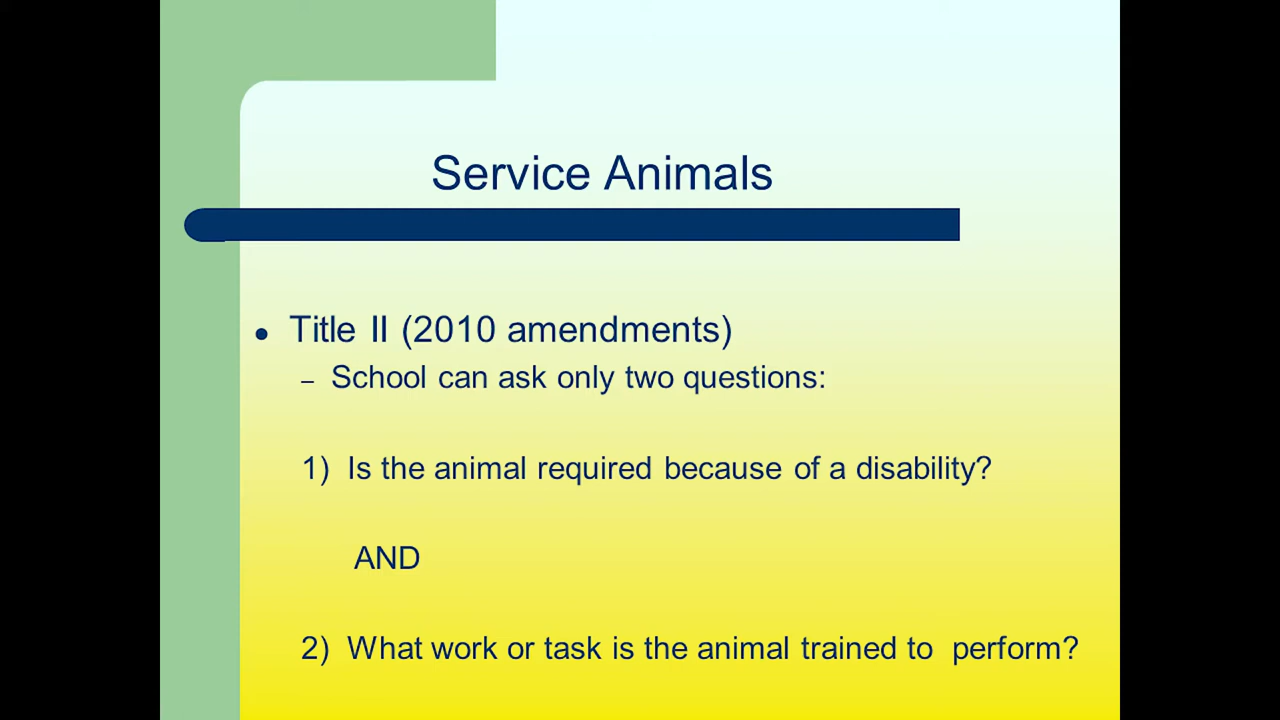 Service Animals
● Title II (2010 amendments)
– School can ask only two questions:
1) Is the animal required because of a disability?
AND
2) What work or task is the animal trained to perform?